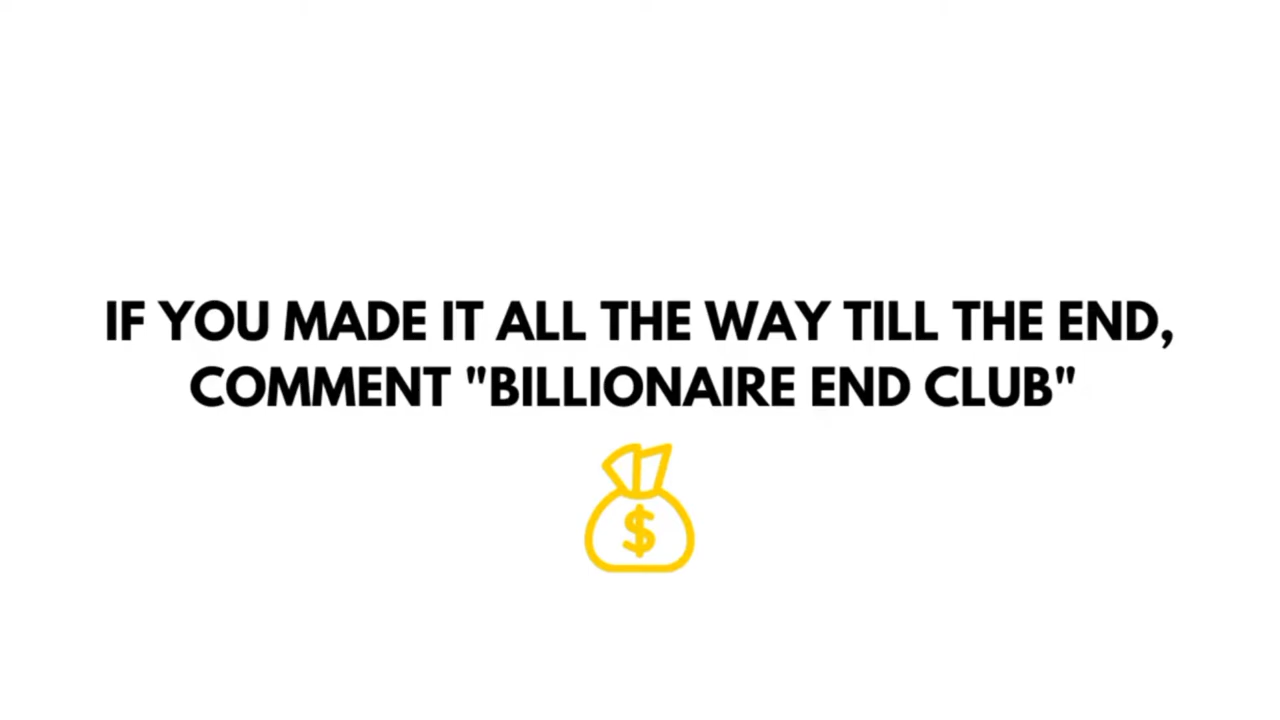 IF YOU MADE IT ALL THE WAY TILL THE END,
COMMENT "BILLIONAIRE END CLUB"
$